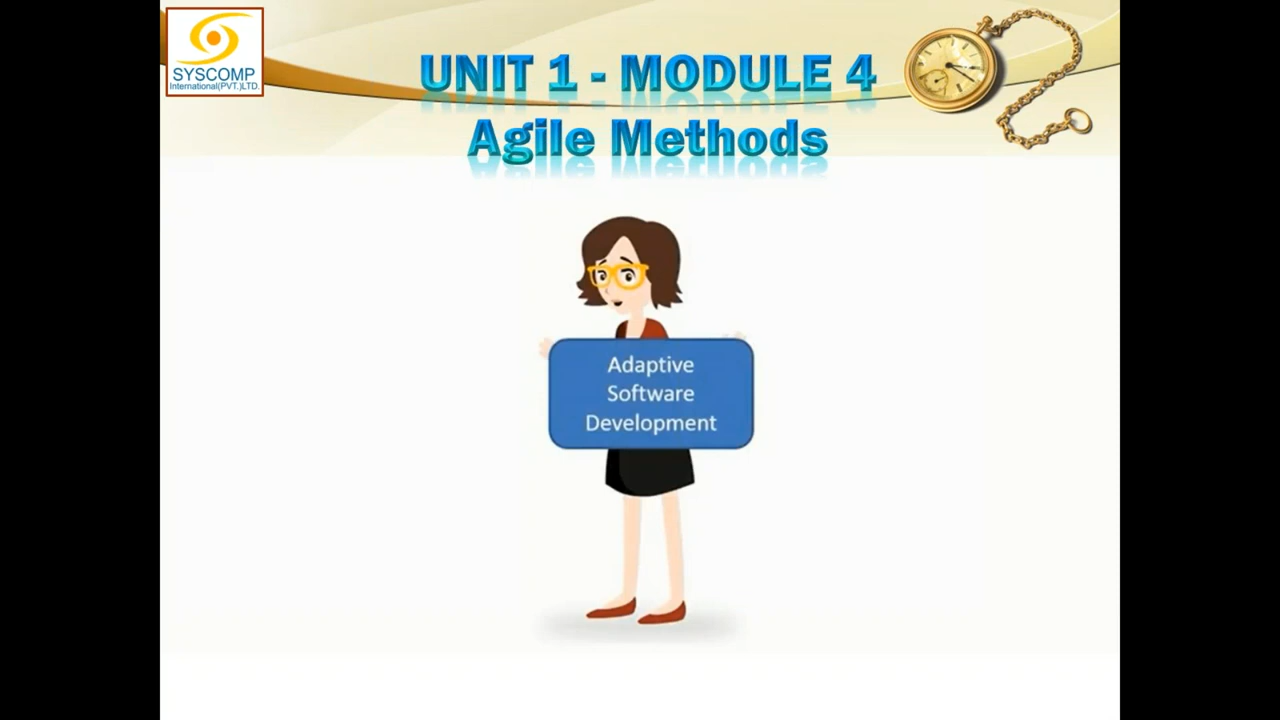 SYSCOMP
International(PVT.)LTD.
UNIT 1 - MODULE 4
Agile Methods
Adaptive
Software
Development